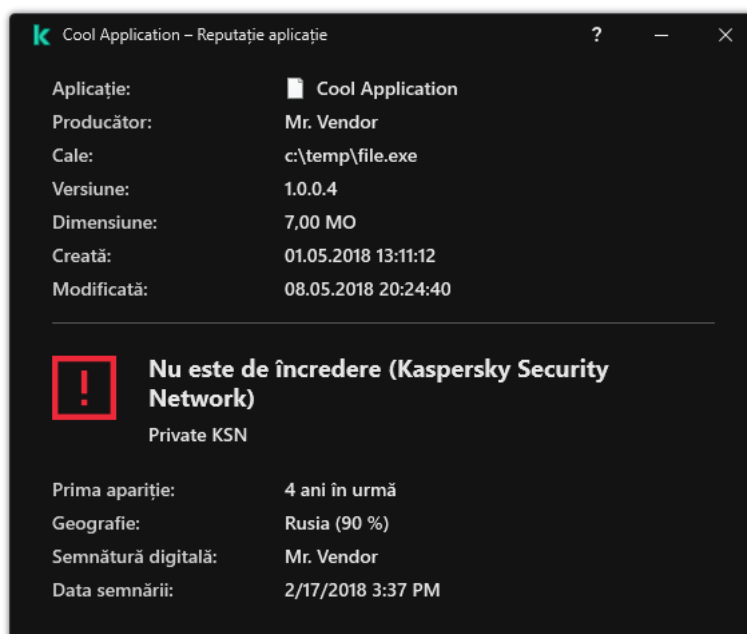 Cool Application – Reputație aplicație ?
Aplicație: Cool Application
Producător: Mr. Vendor
Cale: c:\temp\file.exe
Versiune: 1.0.0.4
Dimensiune: 7,00 MO
Creată: 01.05.2018 13:11:12
Modificată: 08.05.2018 20:24:40
Nu este de încredere (Kaspersky Security
Network)
Private KSN
Prima apariție: 4 ani în urmă
Geografie: Rusia (90 %)
Semnătură digitală: Mr. Vendor
Data semnării: 2/17/2018 3:37 PM